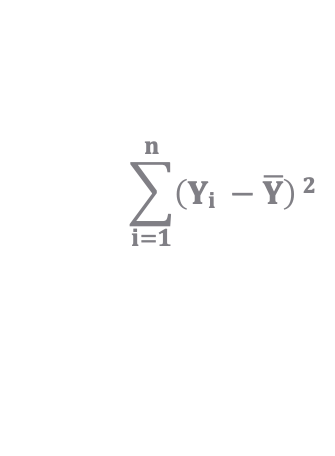 n
∑(Yᵢ − Y̅)²
i=1